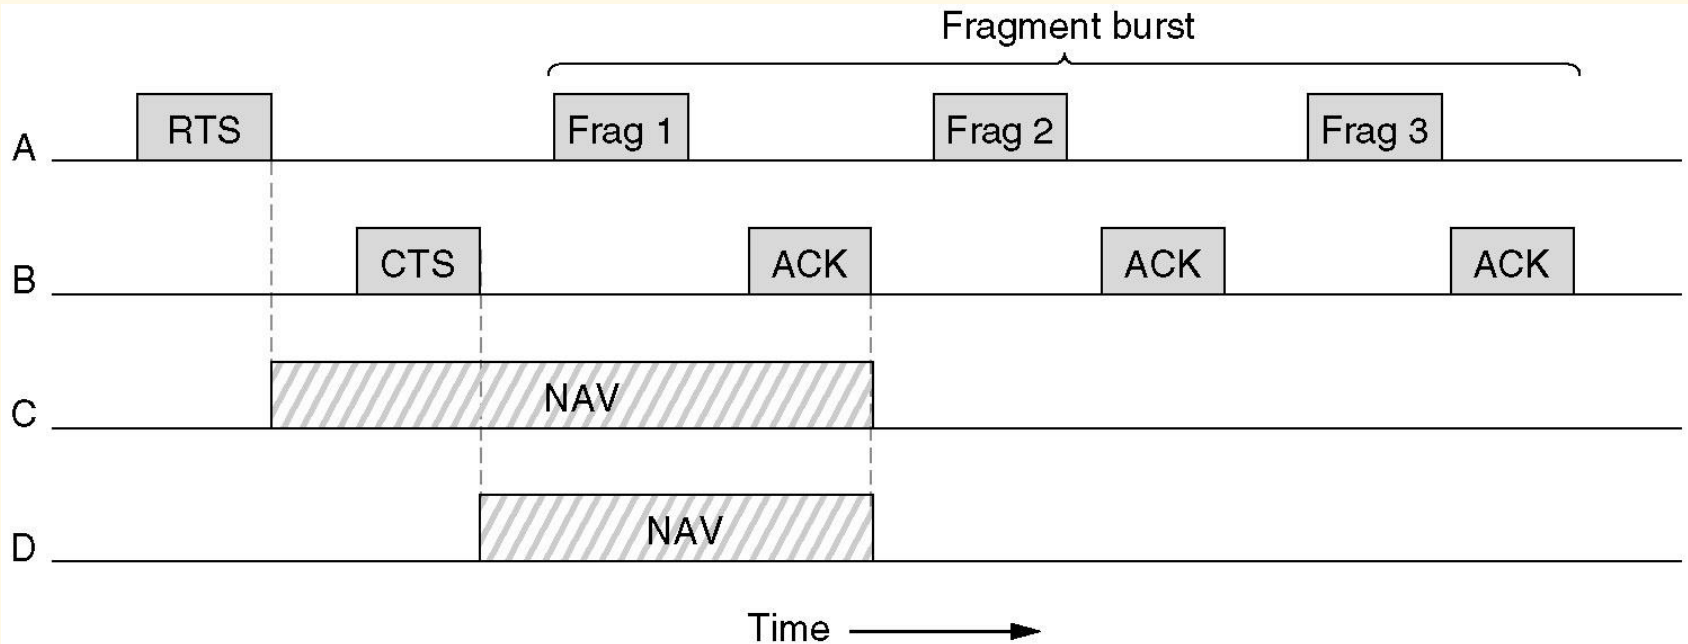 Fragment burst
A RTS Frag 1 Frag 2 Frag 3
B CTS ACK ACK ACK
C NAV
D NAV
Time